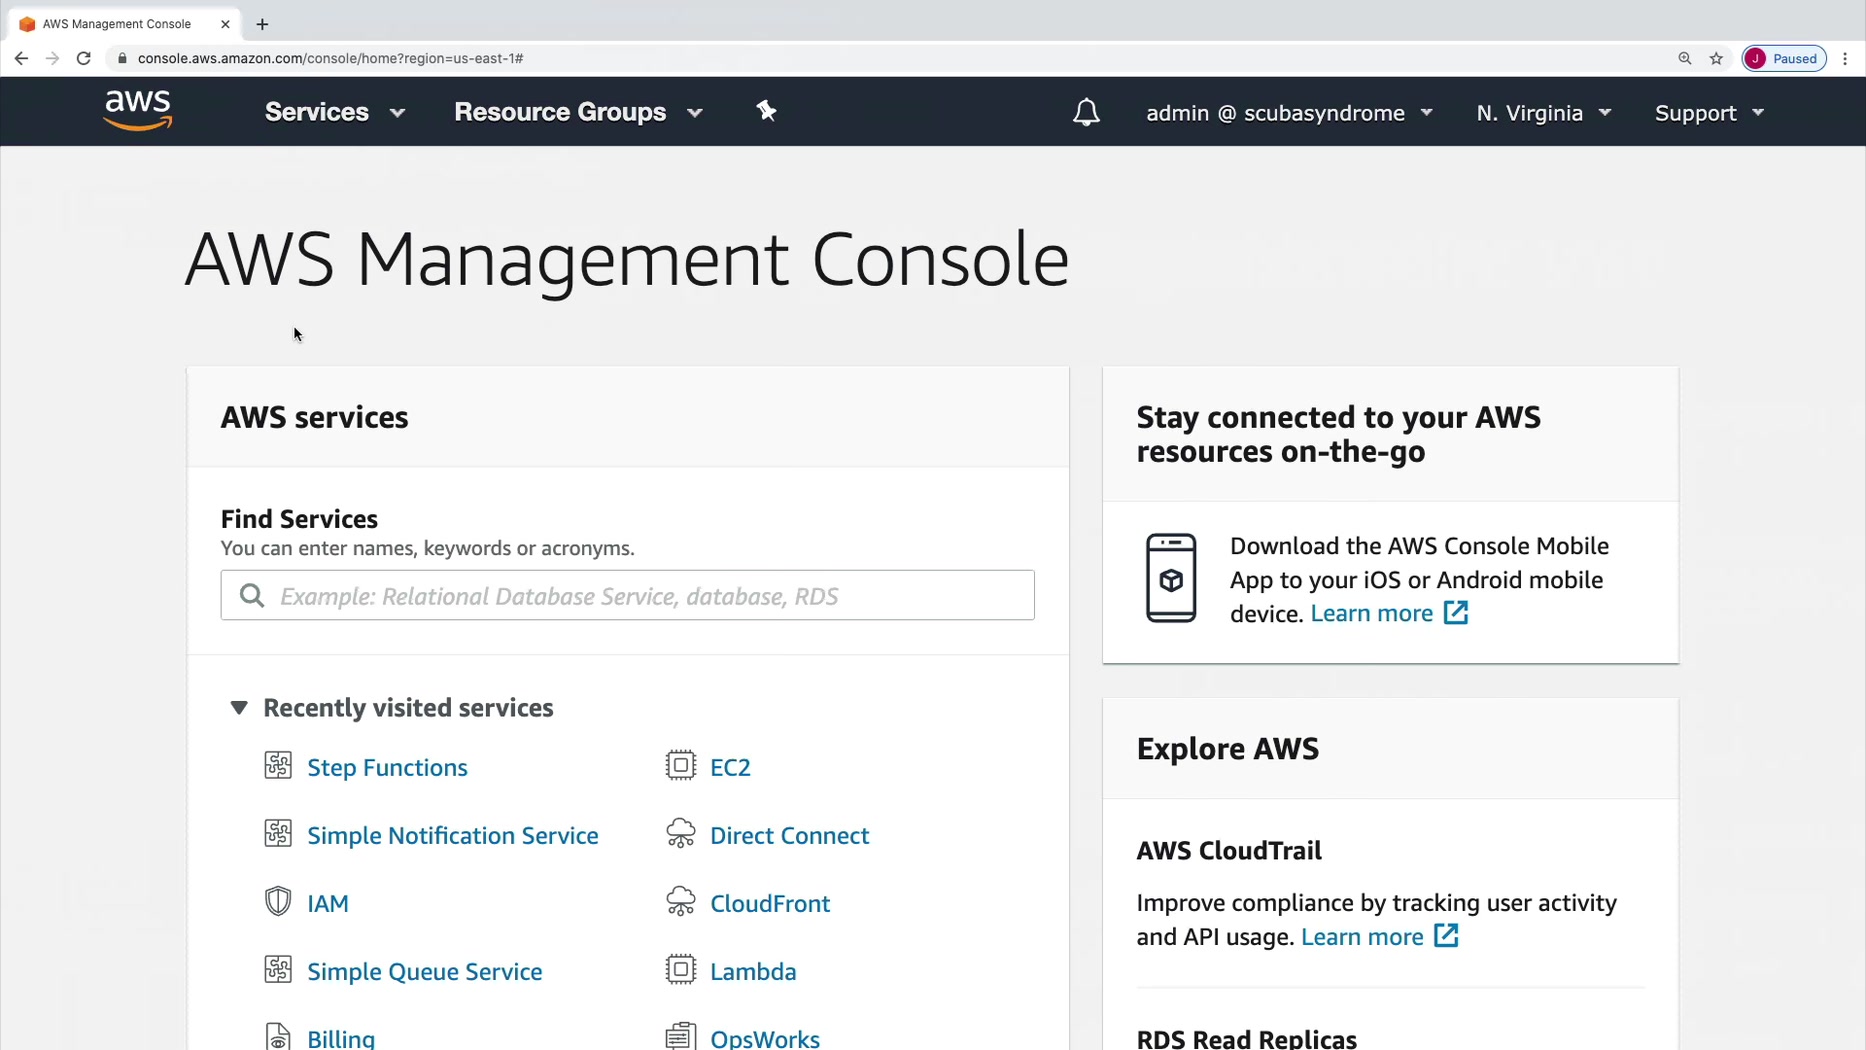 AWS Management Console
console.aws.amazon.com/console/home?region=us-east-1#
J Paused
aws Services Resource Groups admin @ scubasyndrome N. Virginia Support
AWS Management Console
AWS services
Find Services
You can enter names, keywords or acronyms.
Example: Relational Database Service, database, RDS
Recently visited services
Step Functions
EC2
Simple Notification Service
Direct Connect
IAM
CloudFront
Simple Queue Service
Lambda
Billing
OpsWorks
Stay connected to your AWS
resources on-the-go
Download the AWS Console Mobile
App to your iOS or Android mobile
device. Learn more
Explore AWS
AWS CloudTrail
Improve compliance by tracking user activity
and API usage. Learn more
RDS Read Replicas